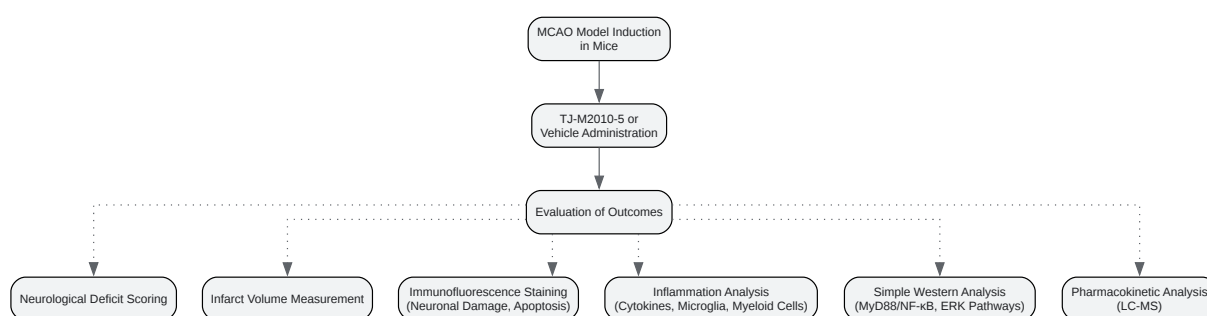 MCAO Model Induction
in Mice
TJ-M2010-5 or
Vehicle Administration
Evaluation of Outcomes
Neurological Deficit Scoring
Infarct Volume Measurement
Immunofluorescence Staining
(Neuronal Damage, Apoptosis)
Inflammation Analysis
(Cytokines, Microglia, Myeloid Cells)
Simple Western Analysis
(MyD88/NF-κB, ERK Pathways)
Pharmacokinetic Analysis
(LC-MS)